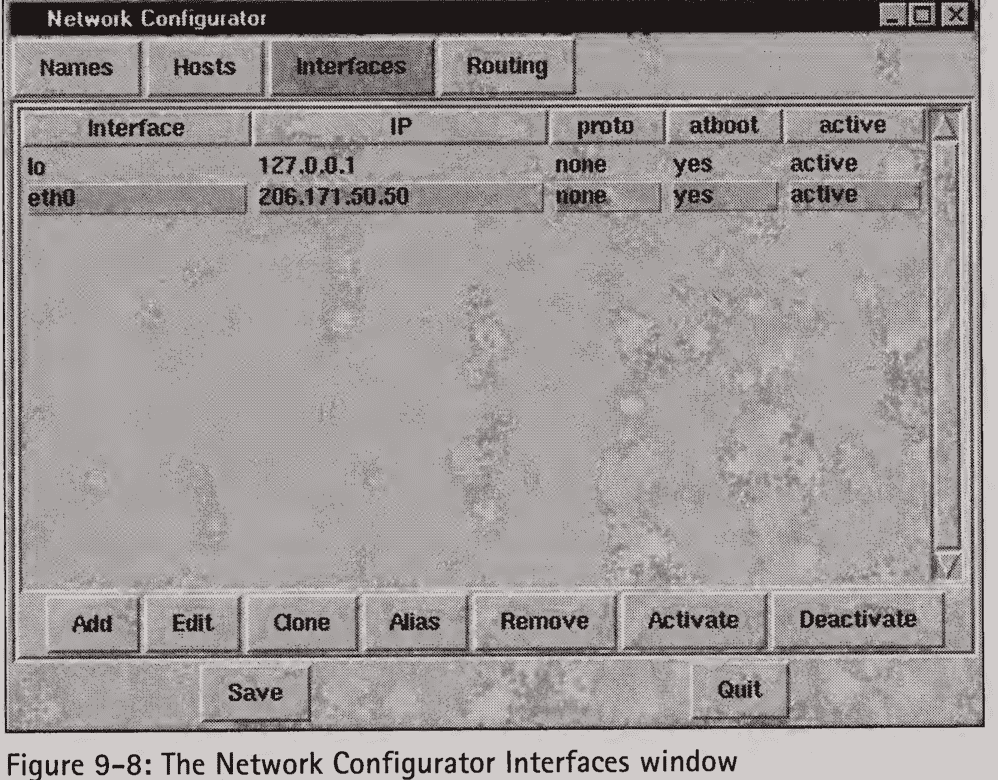 Network Configurator
Names Hosts Interfaces Routing
Interface IP proto atboot active
lo 127.0.0.1 none yes active
eth0 206.171.50.50 none yes active
Add Edit Clone Alias Remove Activate Deactivate
Save Quit
Figure 9-8: The Network Configurator Interfaces window